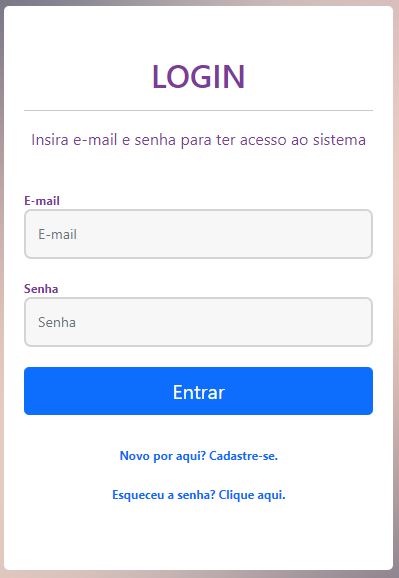 LOGIN
Insira e-mail e senha para ter acesso ao sistema
E-mail
E-mail
Senha
Senha
Entrar
Novo por aqui? Cadastre-se.
Esqueceu a senha? Clique aqui.